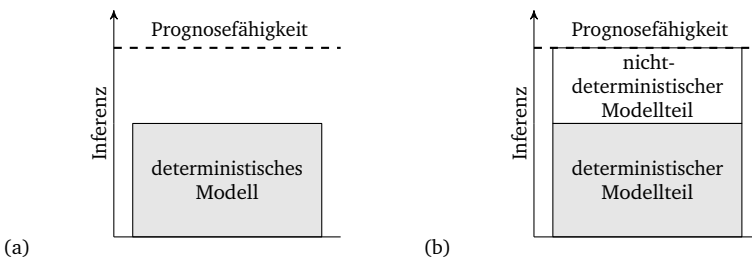 Prognosefähigkeit
Inferenz
deterministisches
Modell
(a)
Prognosefähigkeit
Inferenz
nicht-
deterministischer
Modellteil
deterministischer
Modellteil
(b)